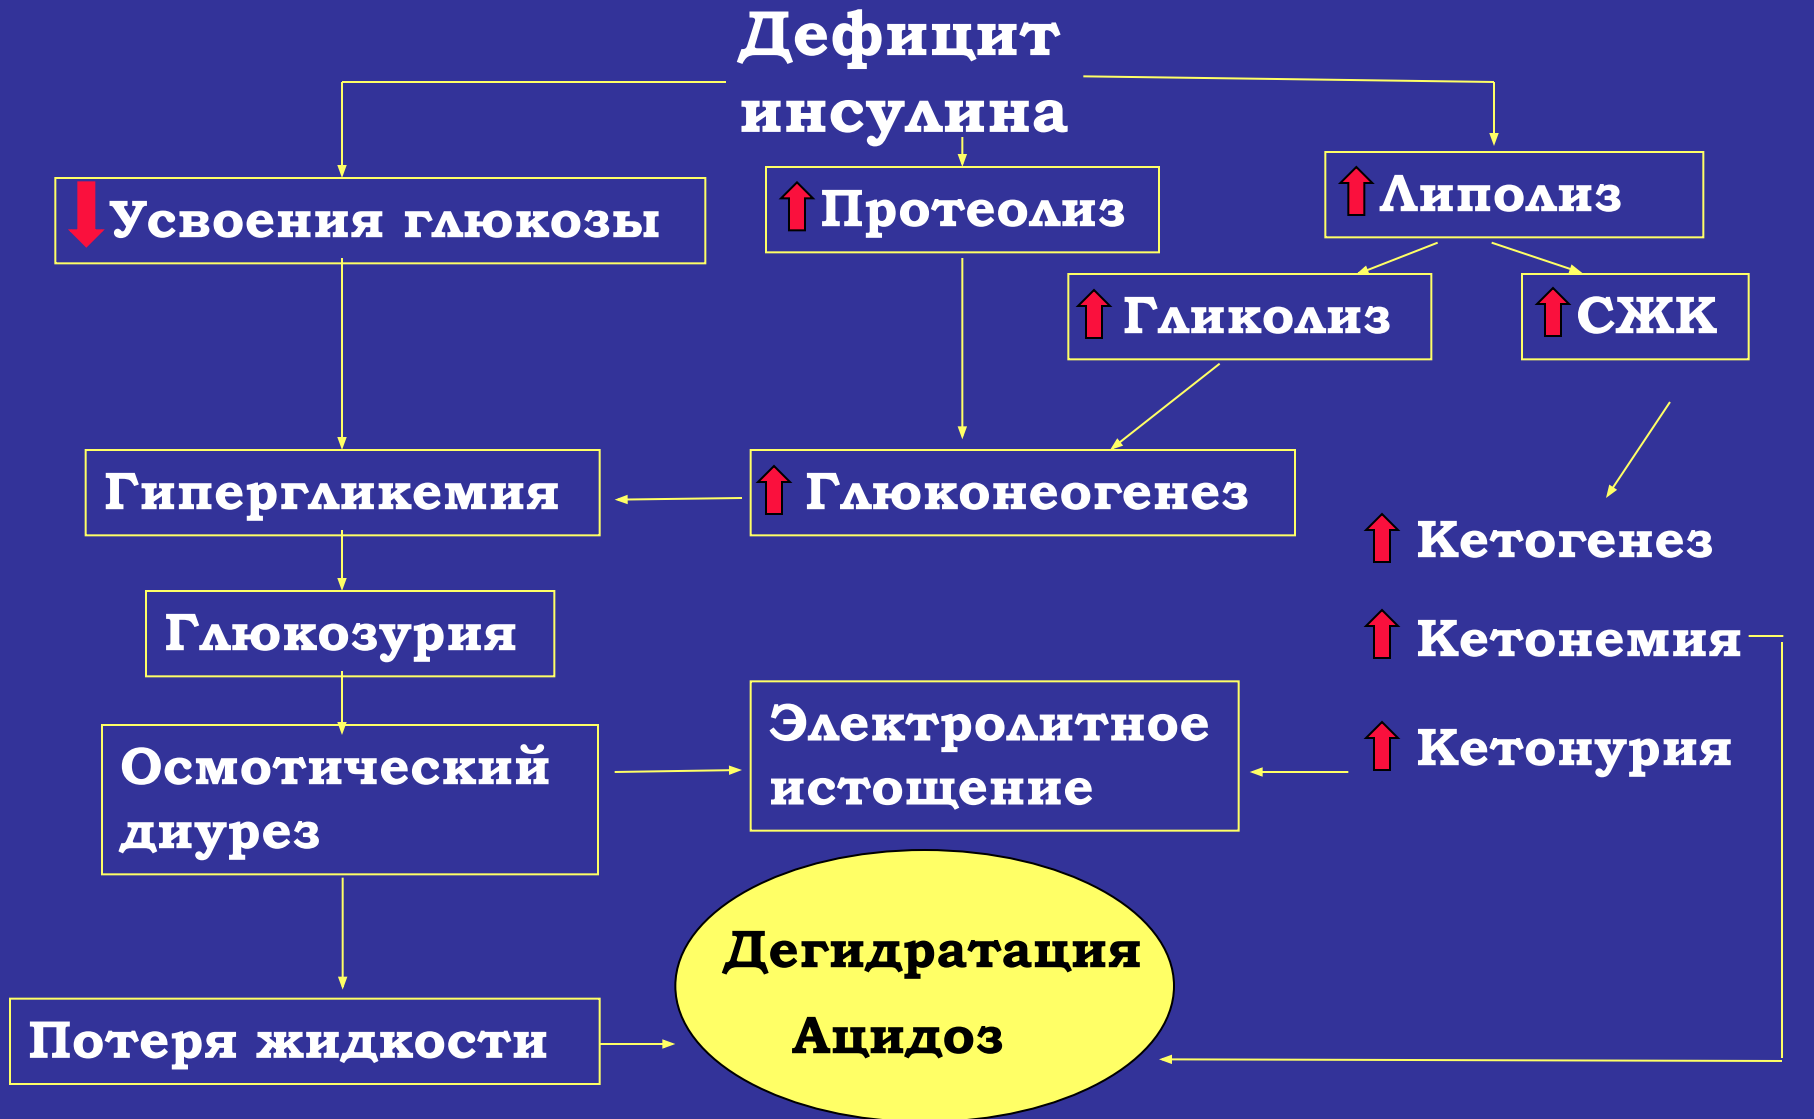 Дефицит
инсулина
Усвоения глюкозы
Протеолиз
Липолиз
Гликолиз
СЖК
Гипергликемия
Глюконеогенез
Кетогенез
Глюкозурия
Кетонемия
Осмотический
диурез
Электролитное
истощение
Кетонурия
Дегидратация
Ацидоз
Потеря жидкости